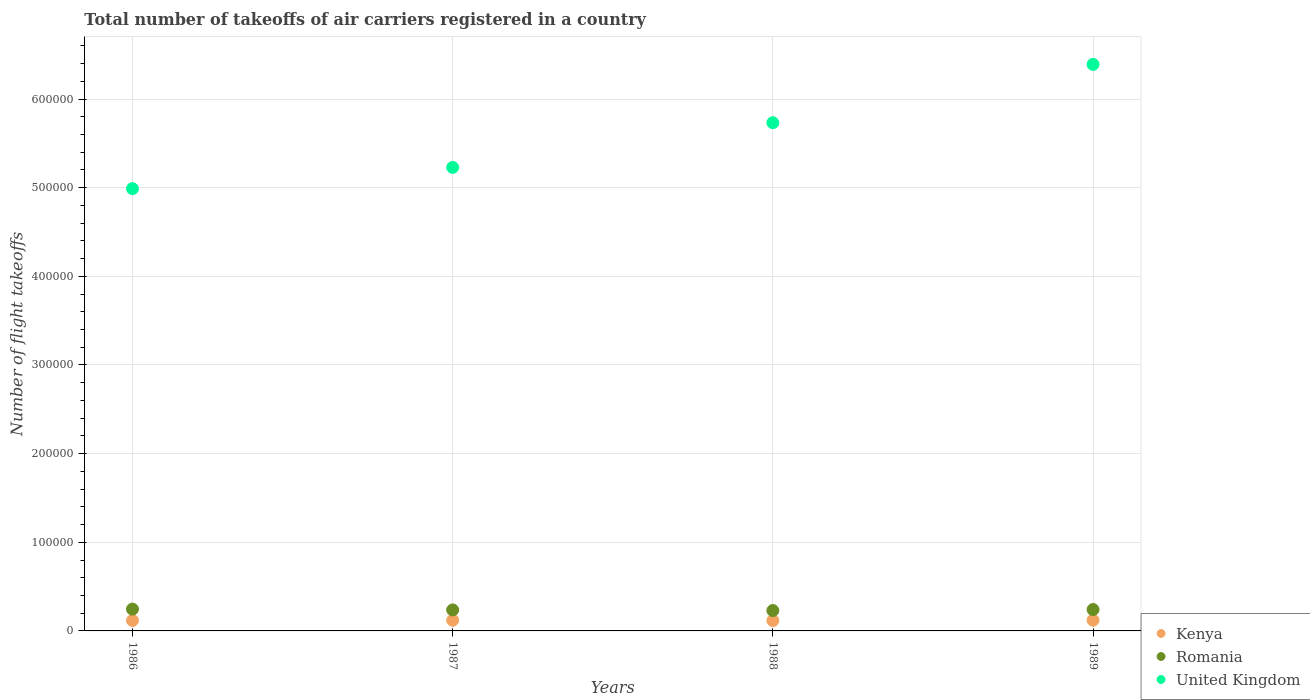 Total number of takeoffs of air carriers registered in a country
Number of flight takeoffs
600000
500000
400000
300000
200000
100000
0
1986
1987
1988
1989
Years
Kenya
Romania
United Kingdom